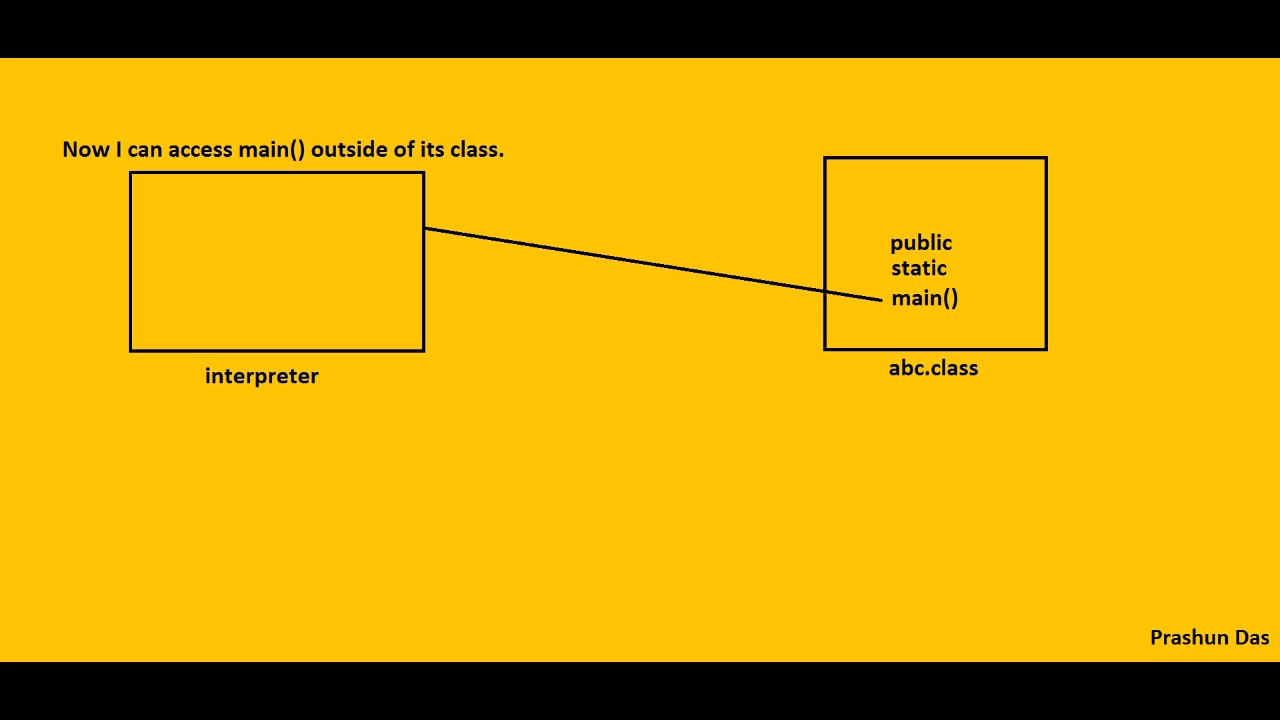 Now I can access main() outside of its class.
public
static
main()
interpreter
abc.class
Prashun Das